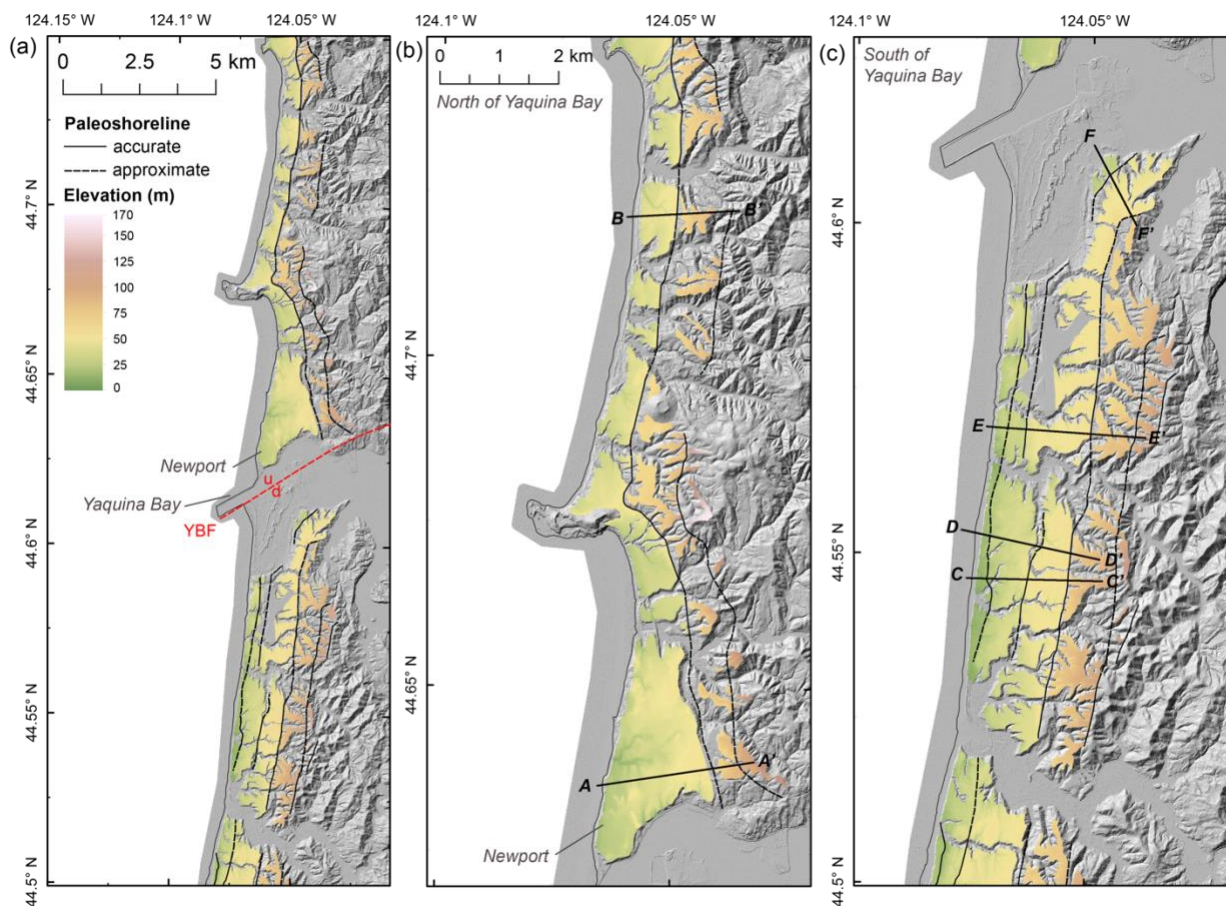 124.15° W
124.1° W
124.05° W
(a)
0
2.5
5 km
Paleoshoreline
accurate
approximate
Elevation (m)
170
150
125
100
75
50
25
0
Newport
Yaquina Bay
u
d
YBF
44.7° N
44.65° N
44.6° N
44.55° N
44.5° N
124.1° W
124.05° W
(b)
0
1
2 km
North of Yaquina Bay
B
B'
A
A'
Newport
44.7° N
44.65° N
124.1° W
124.05° W
(c)
South of
Yaquina Bay
F
F'
E
E'
D
D'
C
C'
44.6° N
44.55° N
44.5° N